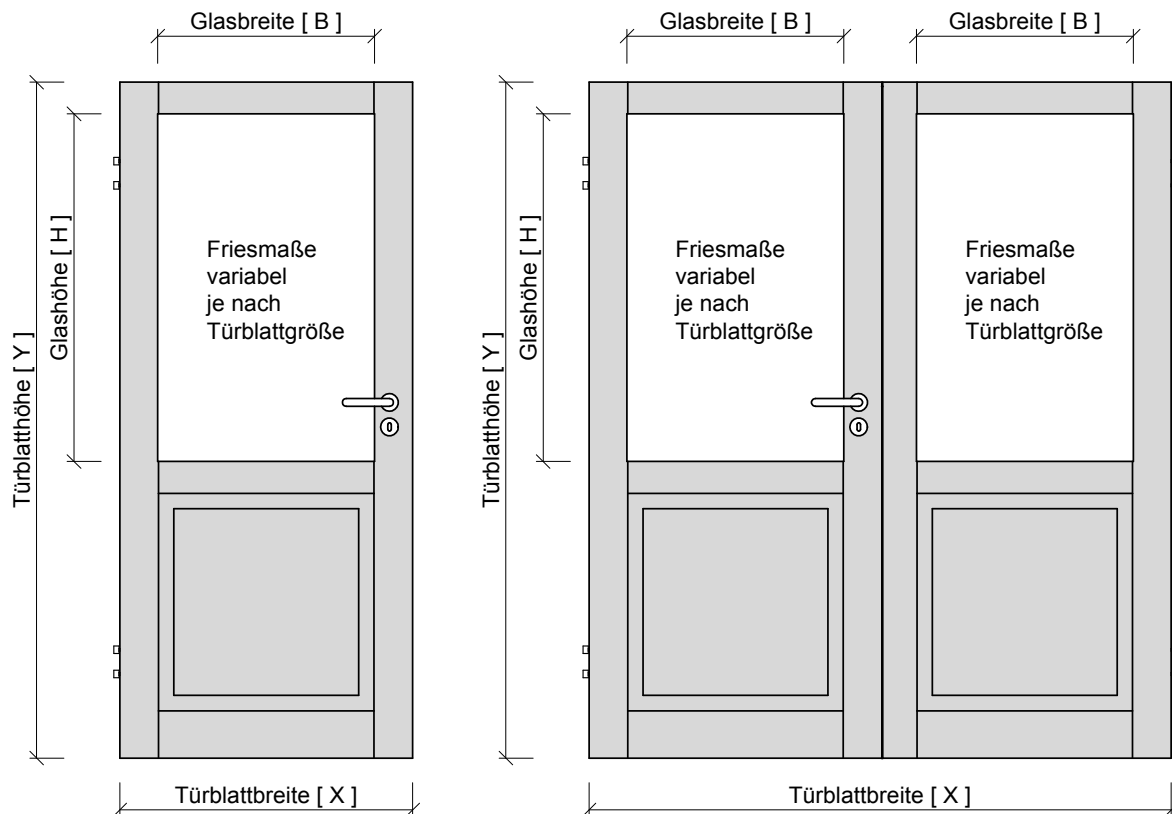 Glasbreite [ B ]
Glasbreite [ B ]
Glasbreite [ B ]
Türblatthöhe [ Y ]
Glashöhe [ H ]
Friesmaße
variabel
je nach
Türblattgröße
Türblatthöhe [ Y ]
Glashöhe [ H ]
Friesmaße
variabel
je nach
Türblattgröße
Friesmaße
variabel
je nach
Türblattgröße
Türblattbreite [ X ]
Türblattbreite [ X ]